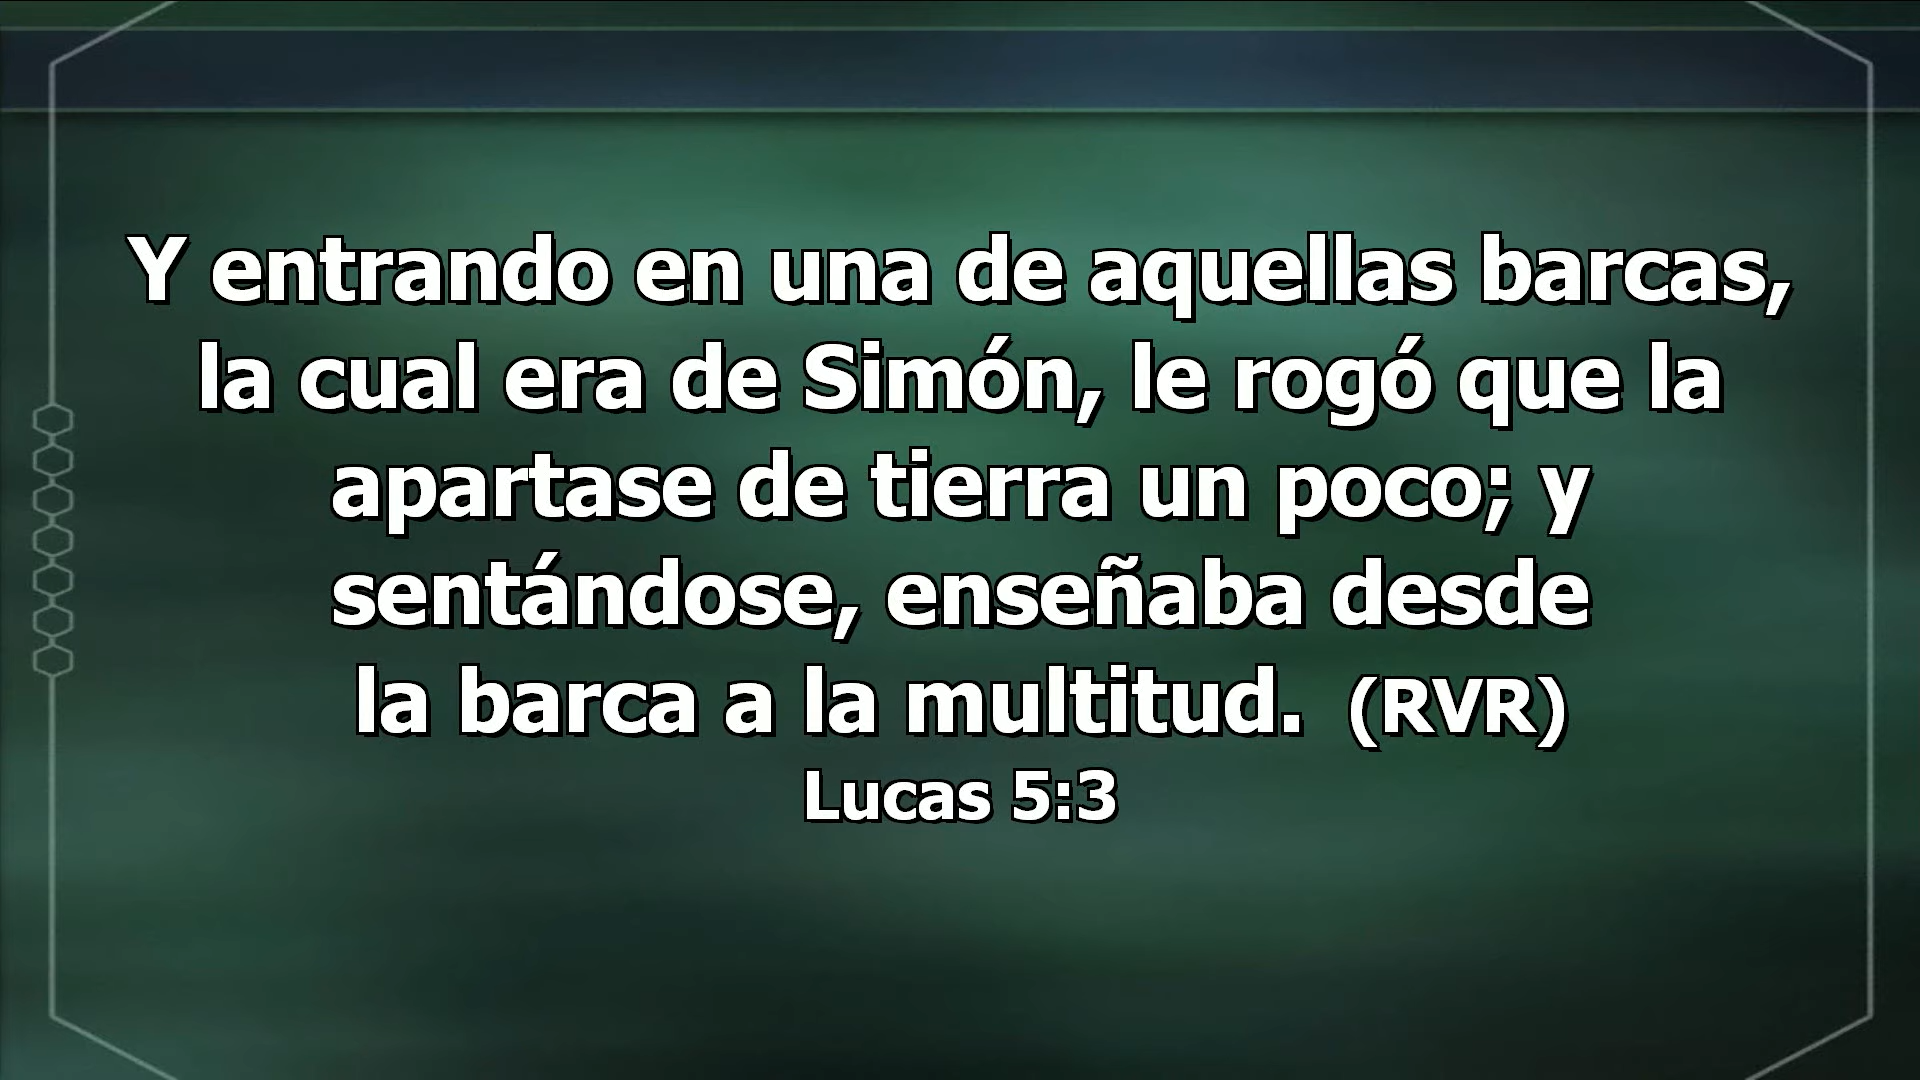 Y entrando en una de aquellas barcas,
la cual era de Simón, le rogó que la
apartase de tierra un poco; y
sentándose, enseñaba desde
la barca a la multitud. (RVR)
Lucas 5:3